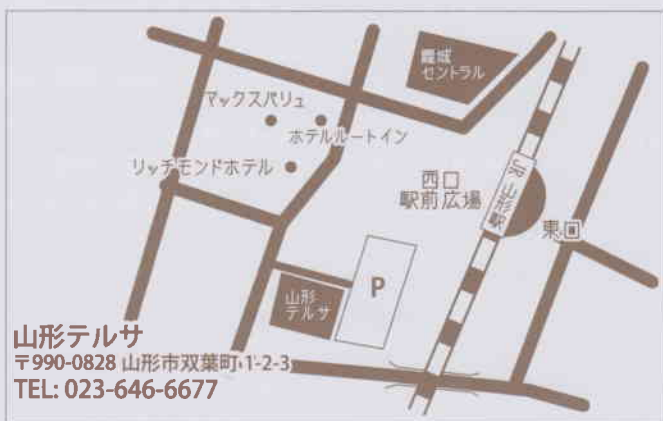 霞城
セントラル
マックスバリュ
ホテルルートイン
リッチモンドホテル
西口
駅前広場
JR 山形駅
東口
P
山形
テルサ
山形テルサ
〒990-0828 山形市双葉町1-2-3
TEL: 023-646-6677